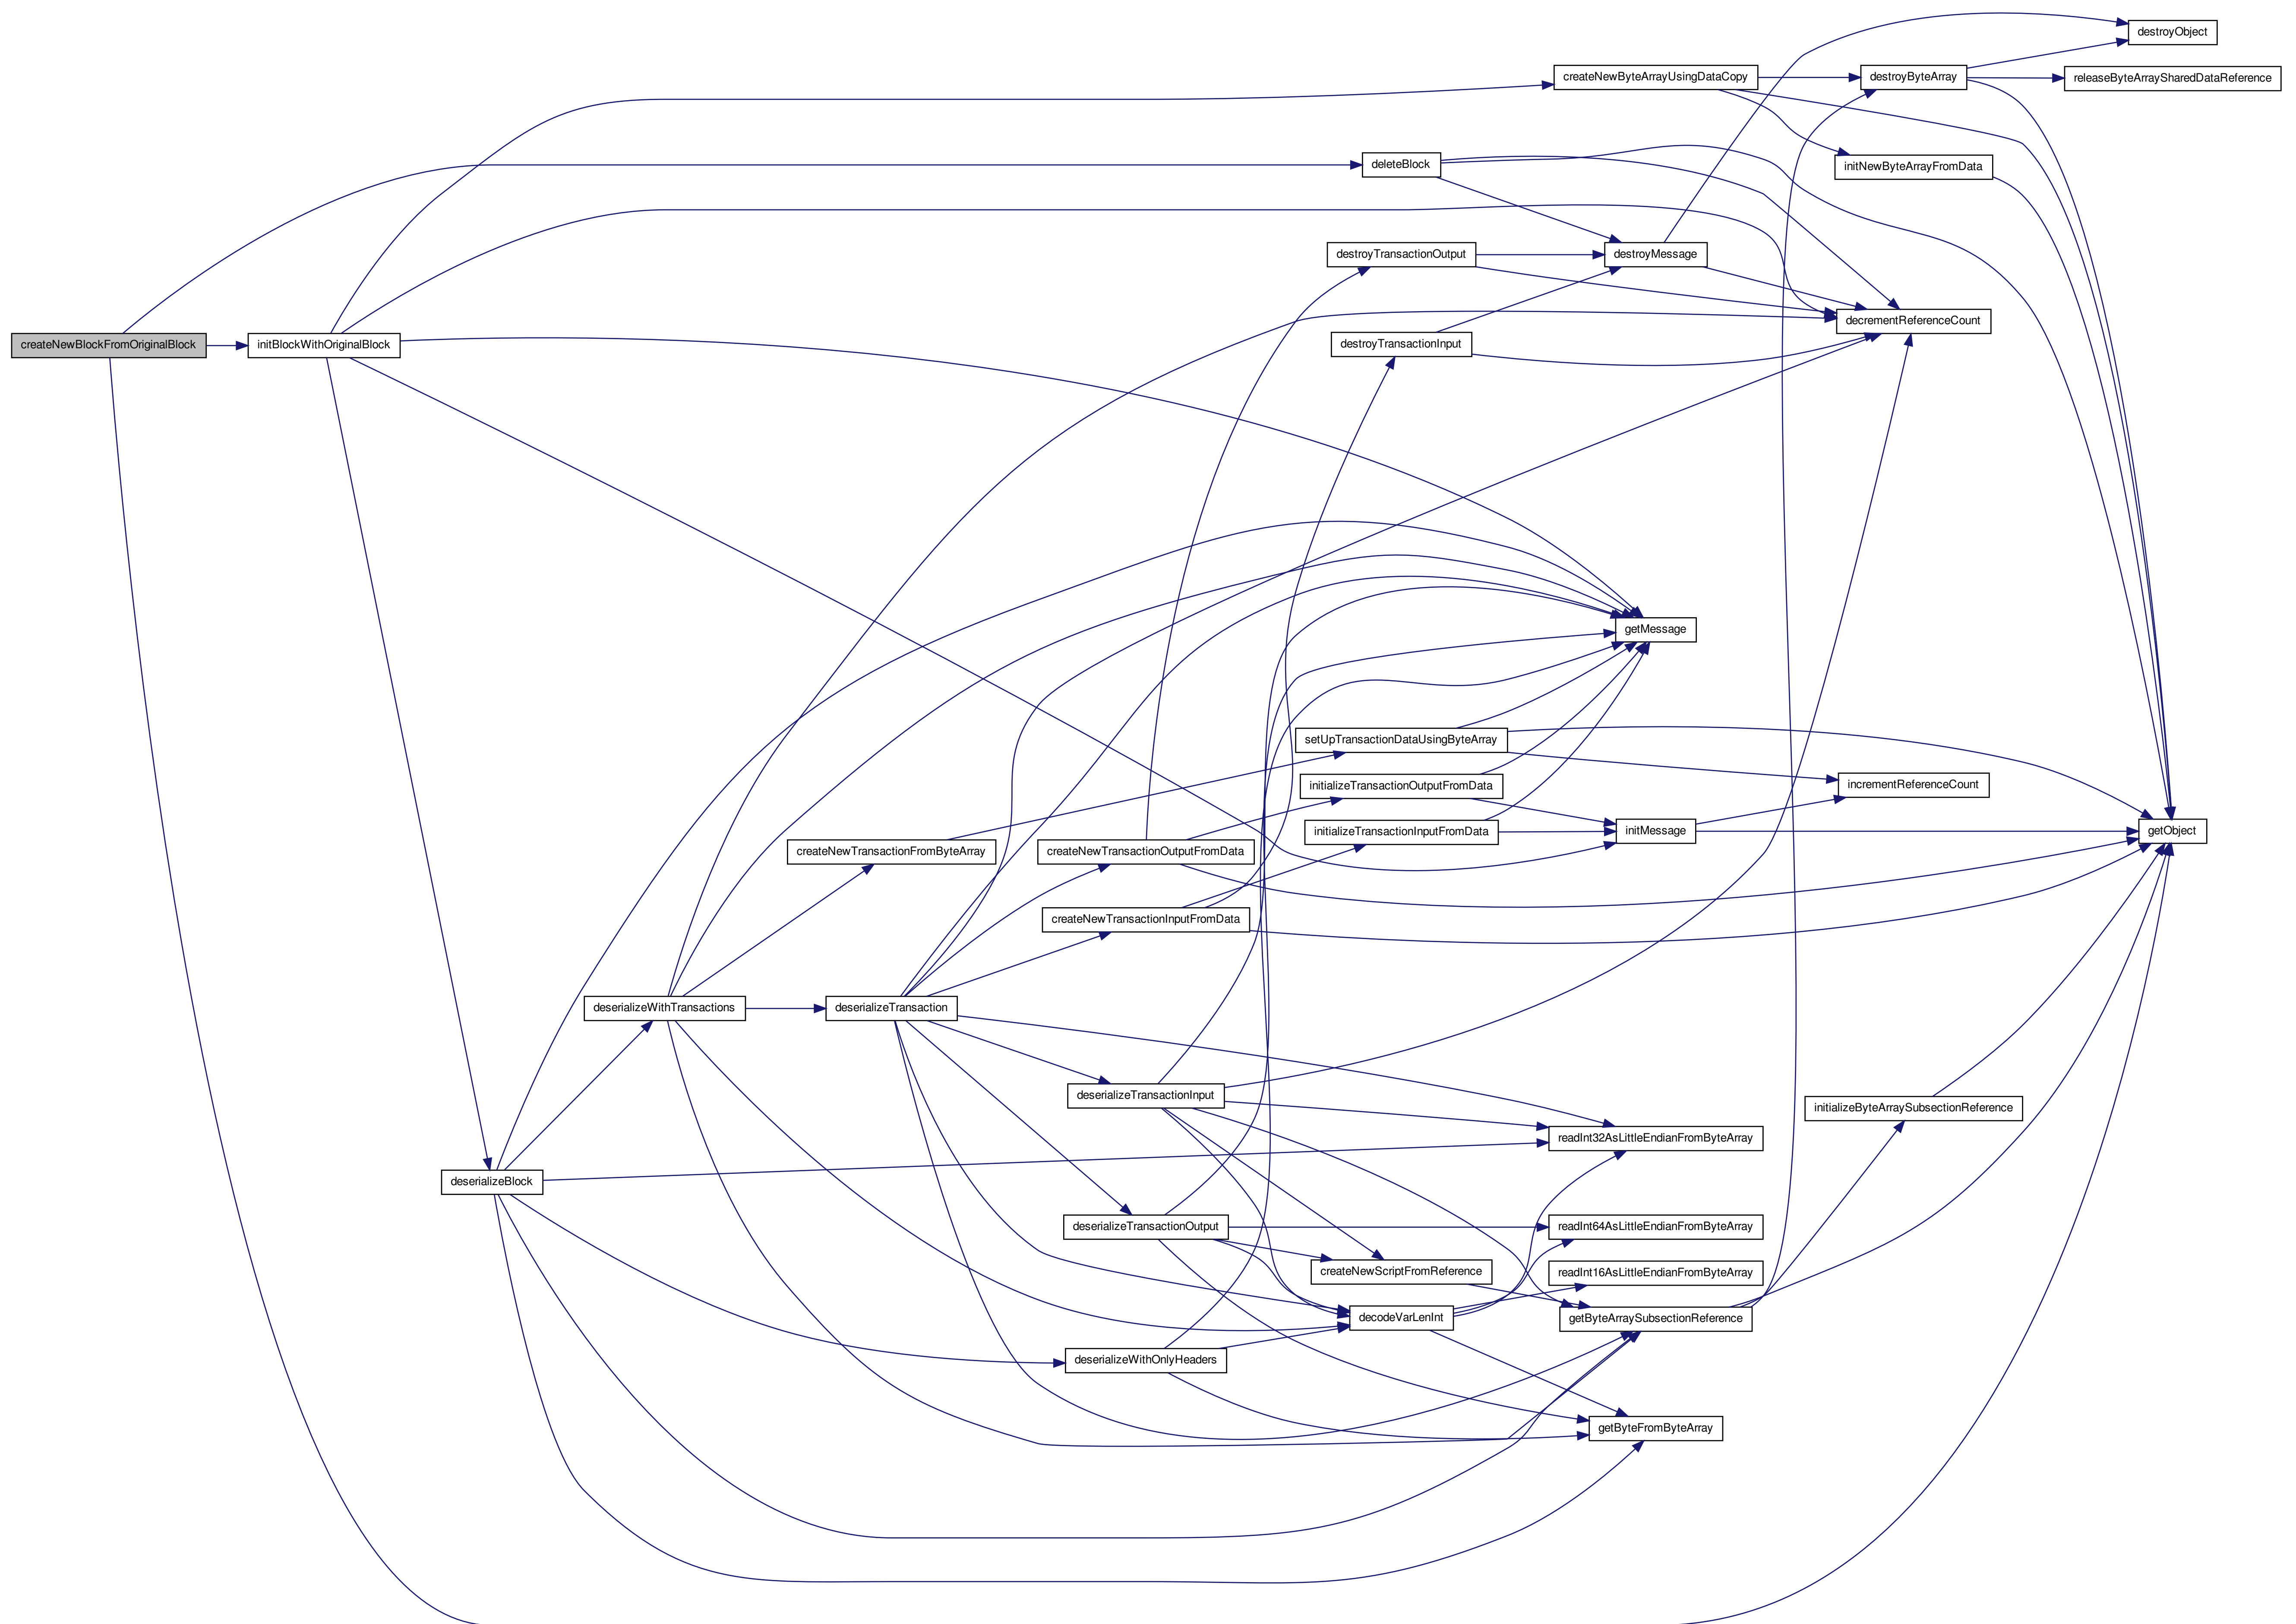 destroyObject
createNewByteArrayUsingDataCopy
destroyByteArray
releaseByteArraySharedDataReference
deleteBlock
initNewByteArrayFromData
destroyTransactionOutput
destroyMessage
decrementReferenceCount
createNewBlockFromOriginalBlock
initBlockWithOriginalBlock
destroyTransactionInput
getMessage
setUpTransactionDataUsingByteArray
initializeTransactionOutputFromData
incrementReferenceCount
initializeTransactionInputFromData
initMessage
getObject
createNewTransactionFromByteArray
createNewTransactionOutputFromData
createNewTransactionInputFromData
deserializeWithTransactions
deserializeTransaction
deserializeTransactionInput
initializeByteArraySubsectionReference
readInt32AsLittleEndianFromByteArray
deserializeBlock
deserializeTransactionOutput
readInt64AsLittleEndianFromByteArray
createNewScriptFromReference
readInt16AsLittleEndianFromByteArray
decodeVarLenInt
getByteArraySubsectionReference
deserializeWithOnlyHeaders
getByteFromByteArray